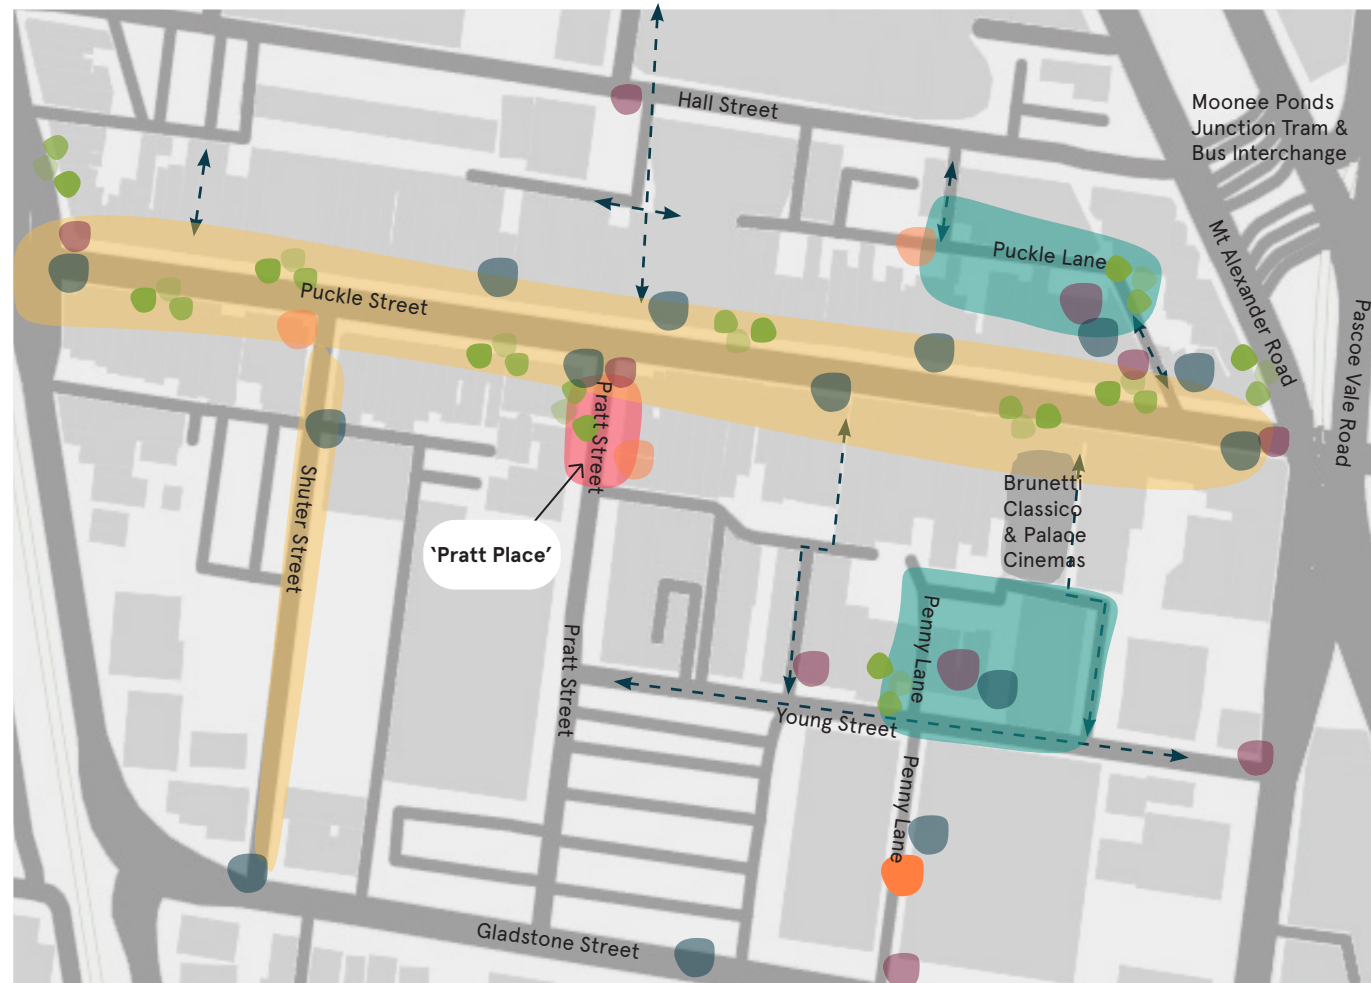 Hall Street
Moonee Ponds
Junction Tram &
Bus Interchange
Puckle Lane
Mt Alexander Road
Pascoe Vale Road
Puckle Street
Pratt Street
Shuter Street
‘Pratt Place’
Brunetti
Classico
& Palace
Cinemas
Penny Lane
Pratt Street
Young Street
Penny Lane
Gladstone Street